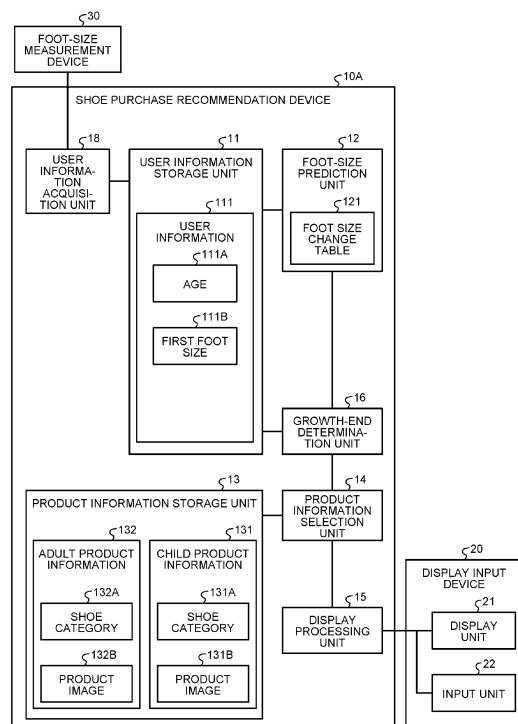 30
FOOT-SIZE
MEASUREMENT
DEVICE
10A
SHOE PURCHASE RECOMMENDATION DEVICE
18
USER
INFORMA-
TION
ACQUISI-
TION UNIT
11
USER INFORMATION
STORAGE UNIT
111
USER
INFORMATION
111A
AGE
111B
FIRST FOOT
SIZE
12
FOOT-SIZE
PREDICTION
UNIT
121
FOOT SIZE
CHANGE
TABLE
16
GROWTH-END
DETERMINA-
TION UNIT
13
PRODUCT INFORMATION STORAGE UNIT
132
ADULT PRODUCT
INFORMATION
132A
SHOE
CATEGORY
132B
PRODUCT
IMAGE
131
CHILD PRODUCT
INFORMATION
131A
SHOE
CATEGORY
131B
PRODUCT
IMAGE
14
PRODUCT
INFORMATION
SELECTION
UNIT
15
DISPLAY
PROCESSING
UNIT
20
DISPLAY INPUT
DEVICE
21
DISPLAY
UNIT
22
INPUT UNIT